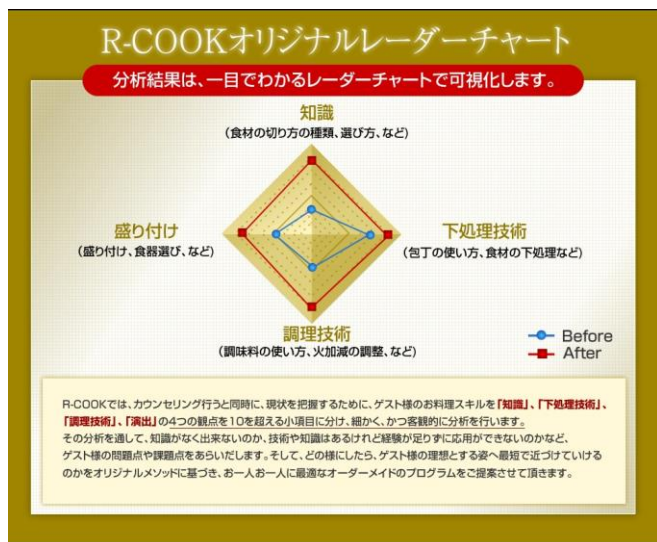 R-COOKオリジナルレーダーチャート
分析結果は、一目でわかるレーダーチャートで可視化します。
知識
(食材の切り方の種類、選び方、など)
盛り付け
(盛り付け、食器選び、など)
下処理技術
(包丁の使い方、食材の下処理など)
調理技術
(調味料の使い方、火加減の調整、など)
Before
After
R-COOKでは、カウンセリング行うと同時に、現状を把握するために、ゲスト様のお料理スキルを「知識」、「下処理技術」、
「調理技術」、「演出」の4つの観点を10を超える小項目に分け、細かく、かつ客観的に分析を行います。
その分析を通して、知識がなく出来ないのか、技術や知識はあるけれど経験が足りずに応用ができないのかなど、
ゲスト様の問題点や課題点をあらいだします。そして、どの様にしたら、ゲスト様の理想とする姿へ最短で近づけていける
のかをオリジナルメソッドに基づき、お一人お一人に最適なオーダーメイドのプログラムをご提案させて頂きます。